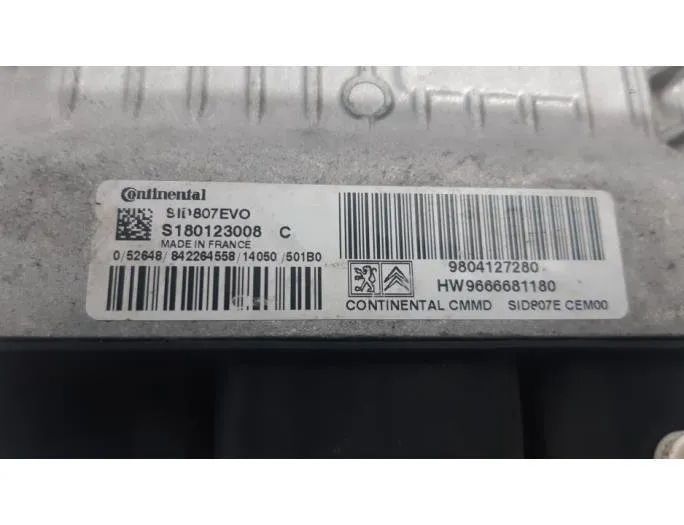 Continental
SID807EVO
S180123008 C
MADE IN FRANCE
0/52648/842264558/14050/501B0
9804127280
HW9666681180
CONTINENTAL CMMD SID807E CEM00